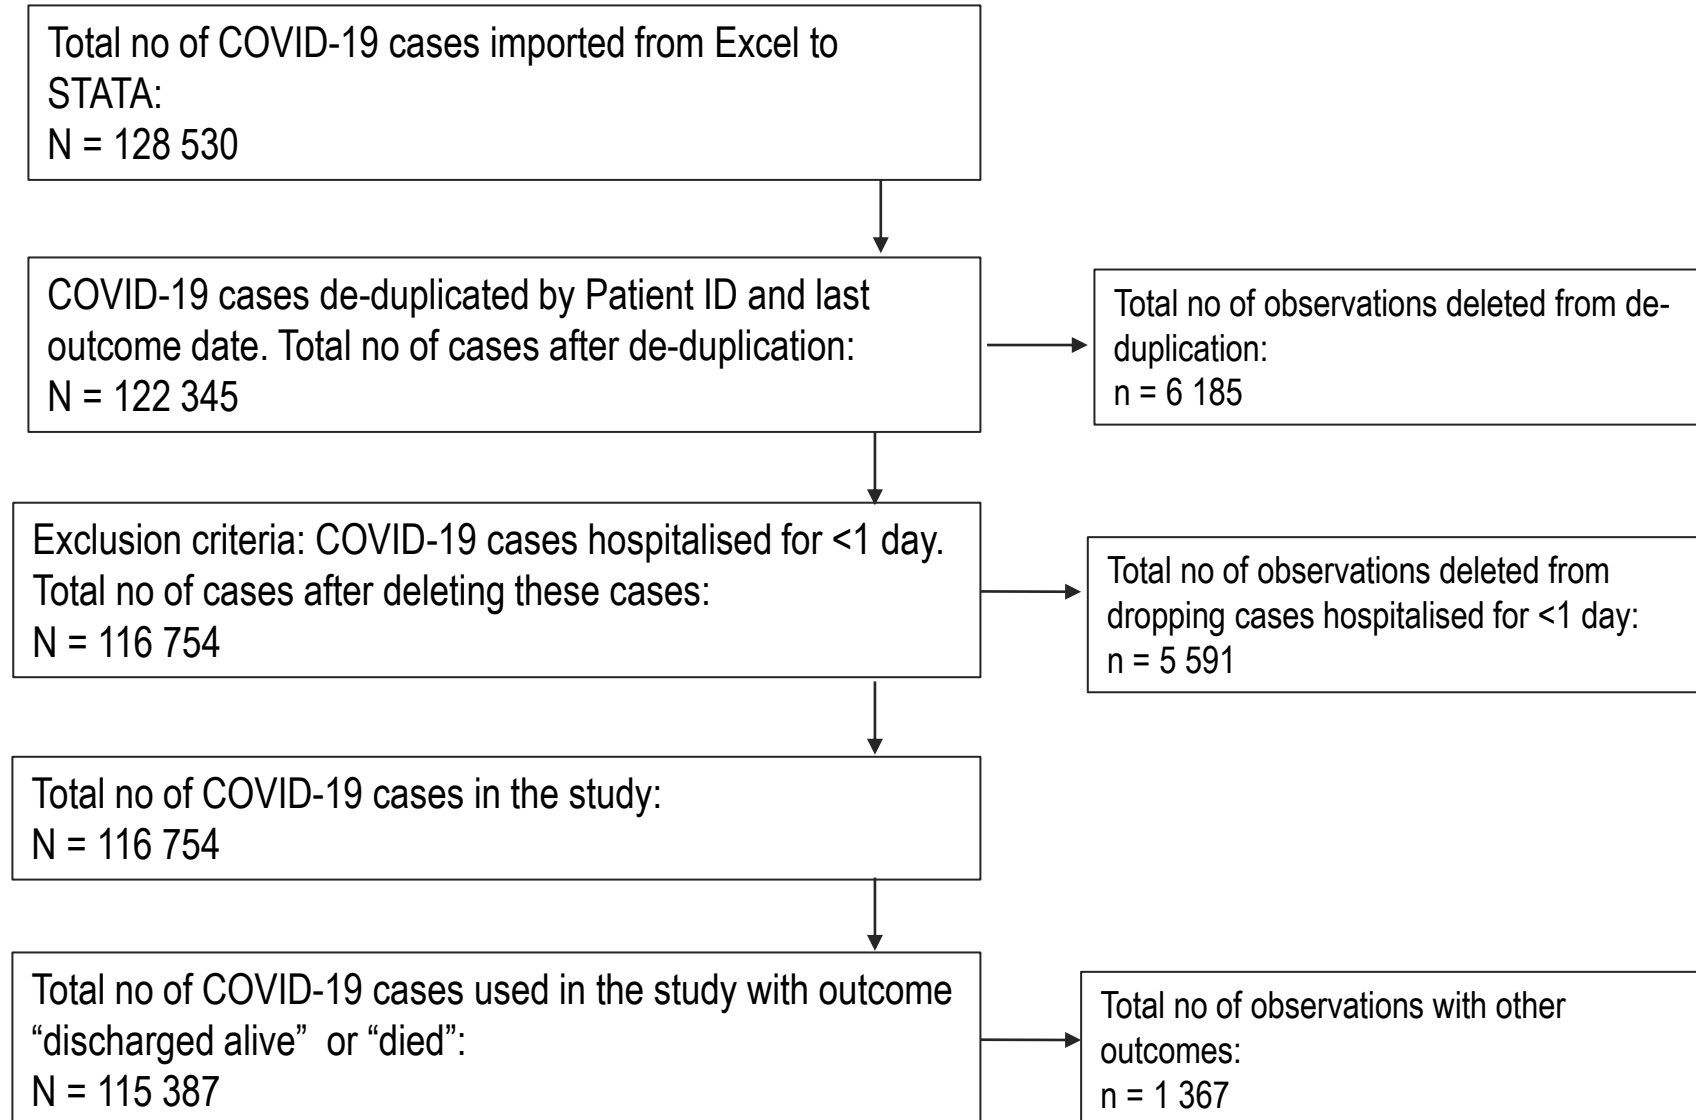 Total no of COVID-19 cases imported from Excel to
STATA:
N = 128 530
COVID-19 cases de-duplicated by Patient ID and last
outcome date. Total no of cases after de-duplication:
N = 122 345
Total no of observations deleted from de-
duplication:
n = 6 185
Exclusion criteria: COVID-19 cases hospitalised for <1 day.
Total no of cases after deleting these cases:
N = 116 754
Total no of observations deleted from
dropping cases hospitalised for <1 day:
n = 5 591
Total no of COVID-19 cases in the study:
N = 116 754
Total no of COVID-19 cases used in the study with outcome
“discharged alive”  or “died”:
N = 115 387
Total no of observations with other
outcomes:
n = 1 367